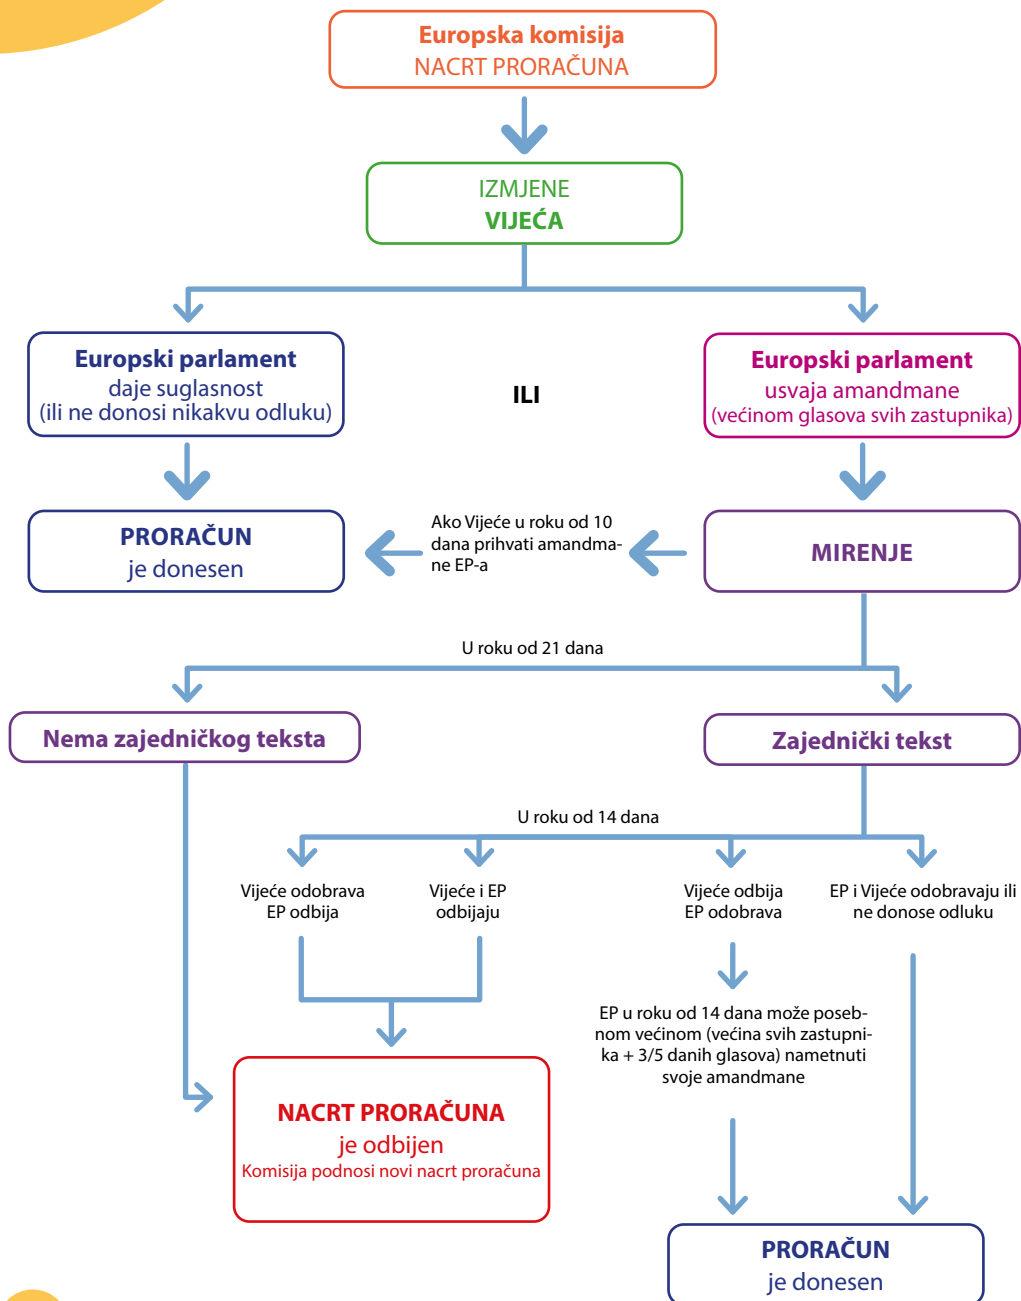 Europska komisija
NACRT PRORAČUNA
IZMJENE
VIJEĆA
Europski parlament
daje suglasnost
(ili ne donosi nikakvu odluku)
ILI
Europski parlament
usvaja amandmane
(većinom glasova svih zastupnika)
PRORAČUN
je donesen
Ako Vijeće u roku od 10
dana prihvati amandma-
ne EP-a
MIRENJE
U roku od 21 dana
Nema zajedničkog teksta
Zajednički tekst
U roku od 14 dana
Vijeće odobrava
EP odbija
Vijeće i EP
odbijaju
Vijeće odbija
EP odobrava
EP i Vijeće odobravaju ili
ne donose odluku
EP u roku od 14 dana može poseb-
nom većinom (većina svih zastupni-
ka + 3/5 danih glasova) nametnuti
svoje amandmane
NACRT PRORAČUNA
je odbijen
Komisija podnosi novi nacrt proračuna
PRORAČUN
je donesen